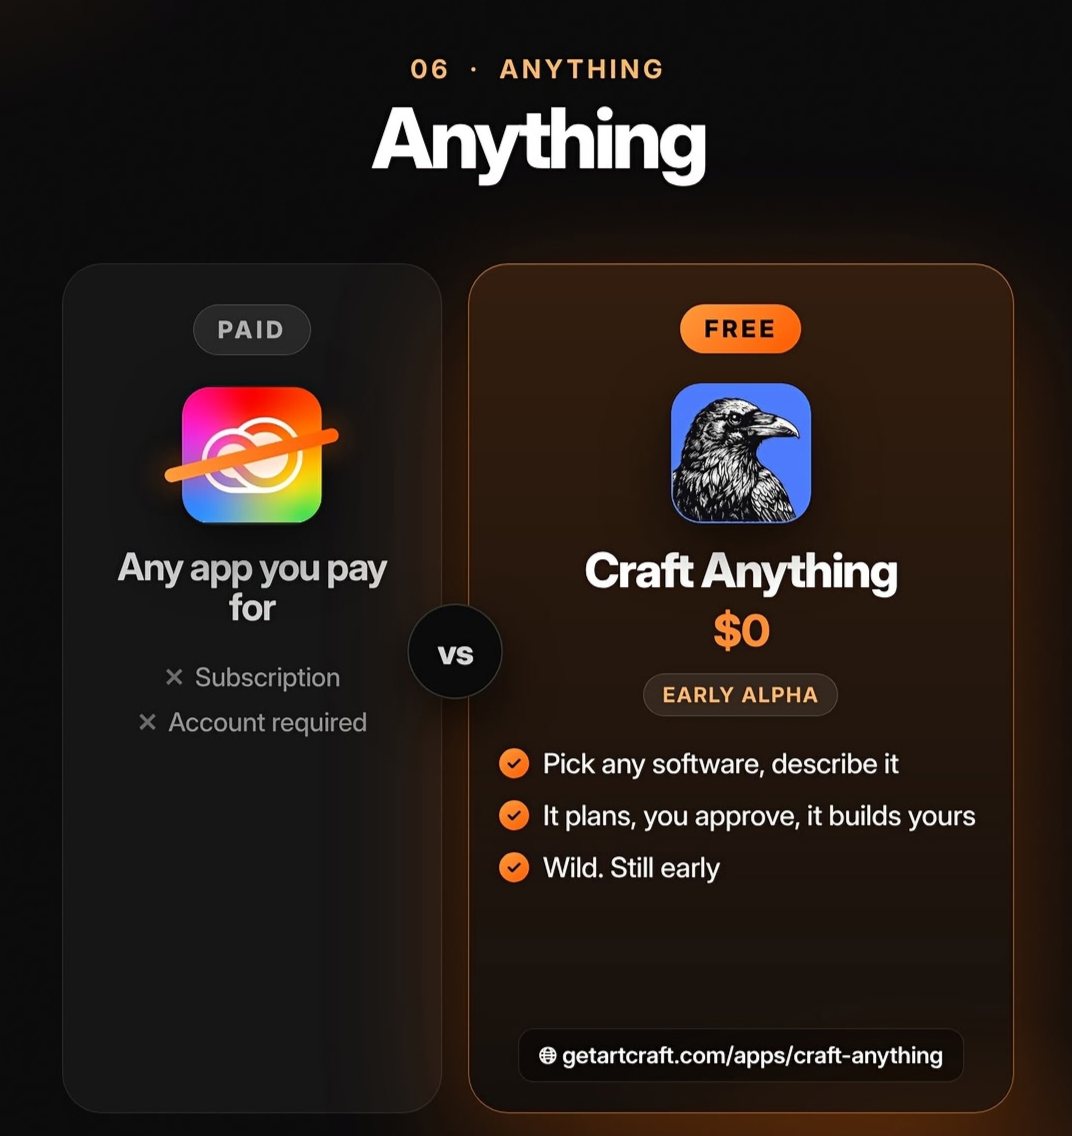 06 · ANYTHING
Anything
PAID
Any app you pay
for
✕ Subscription
✕ Account required
vs
FREE
Craft Anything
$0
EARLY ALPHA
Pick any software, describe it
It plans, you approve, it builds yours
Wild. Still early
getartcraft.com/apps/craft-anything